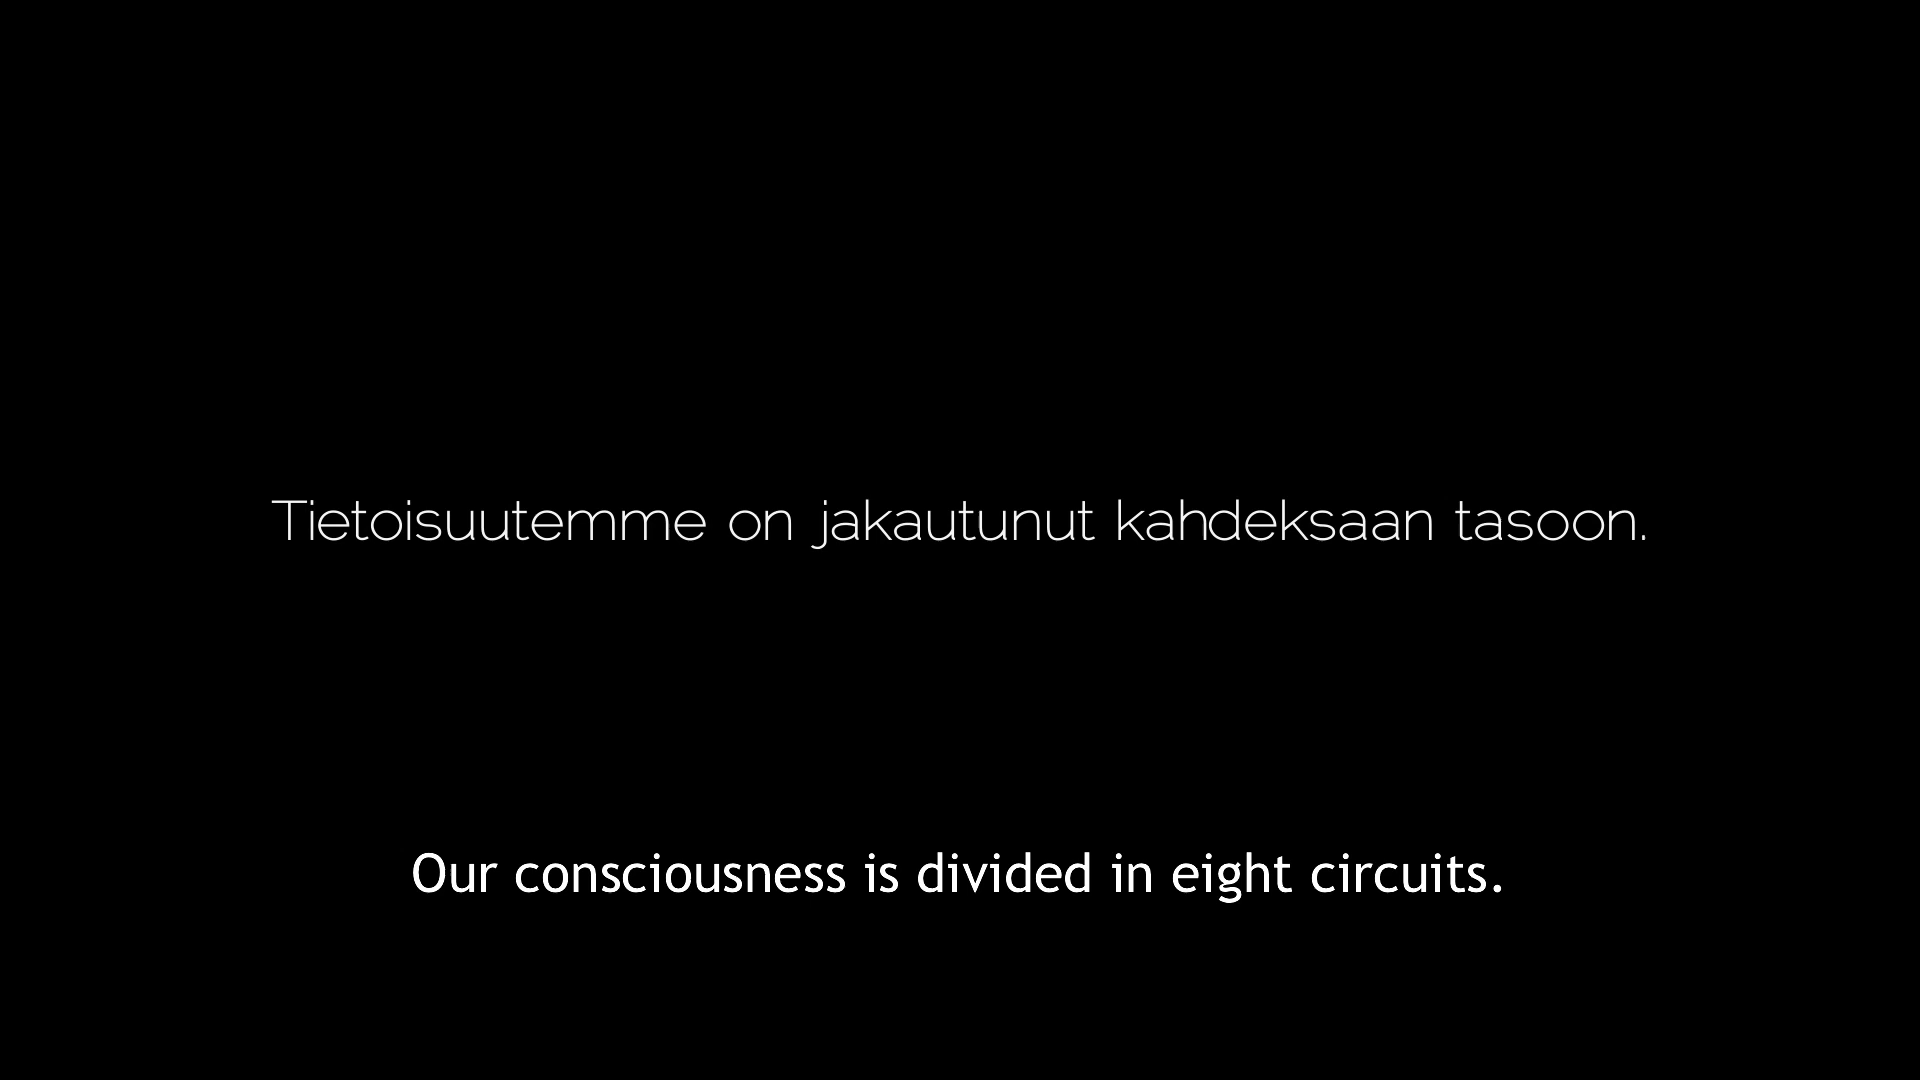 Tietoisuutemme on jakautunut kahdeksaan tasoon.
Our consciousness is divided in eight circuits.